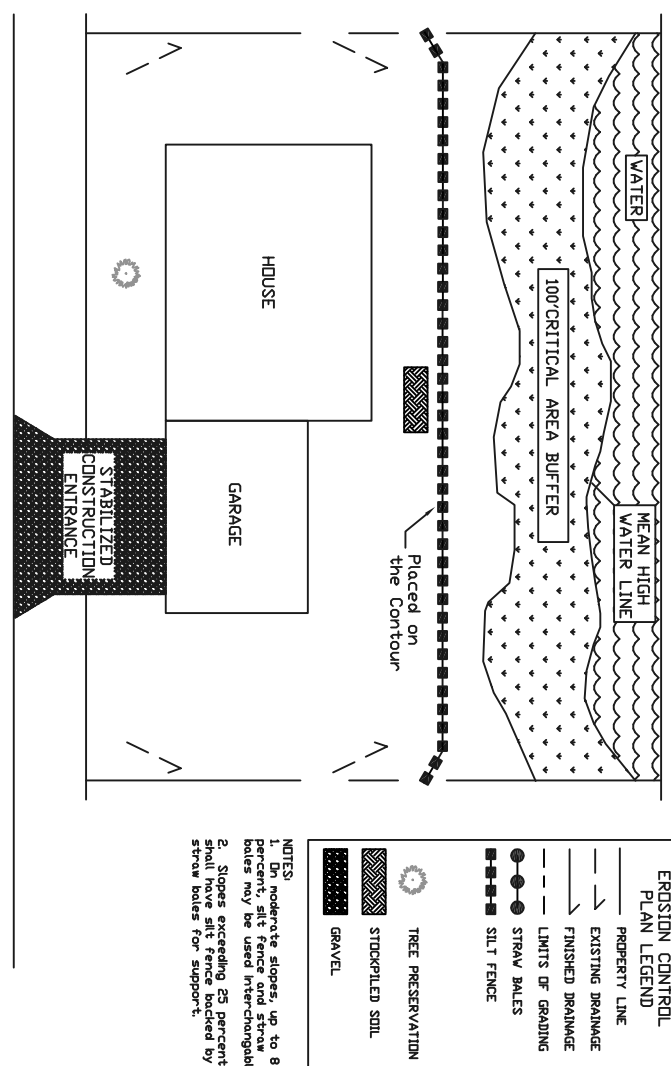 WATER
MEAN HIGH
WATER LINE
100'CRITICAL AREA BUFFER
Placed on
the Contour
HOUSE
GARAGE
STABILIZED
CONSTRUCTION
ENTRANCE
EROSION CONTROL
PLAN LEGEND
PROPERTY LINE
EXISTING DRAINAGE
FINISHED DRAINAGE
LIMITS OF GRADING
STRAW BALES
SILT FENCE
TREE PRESERVATION
STOCKPILED SOIL
GRAVEL
NOTES:
1. On moderate slopes, up to 8
percent, silt fence and straw
bales may be used interchangabl
2. Slopes exceeding 25 percent
shall have silt fence backed by
straw bales for support.